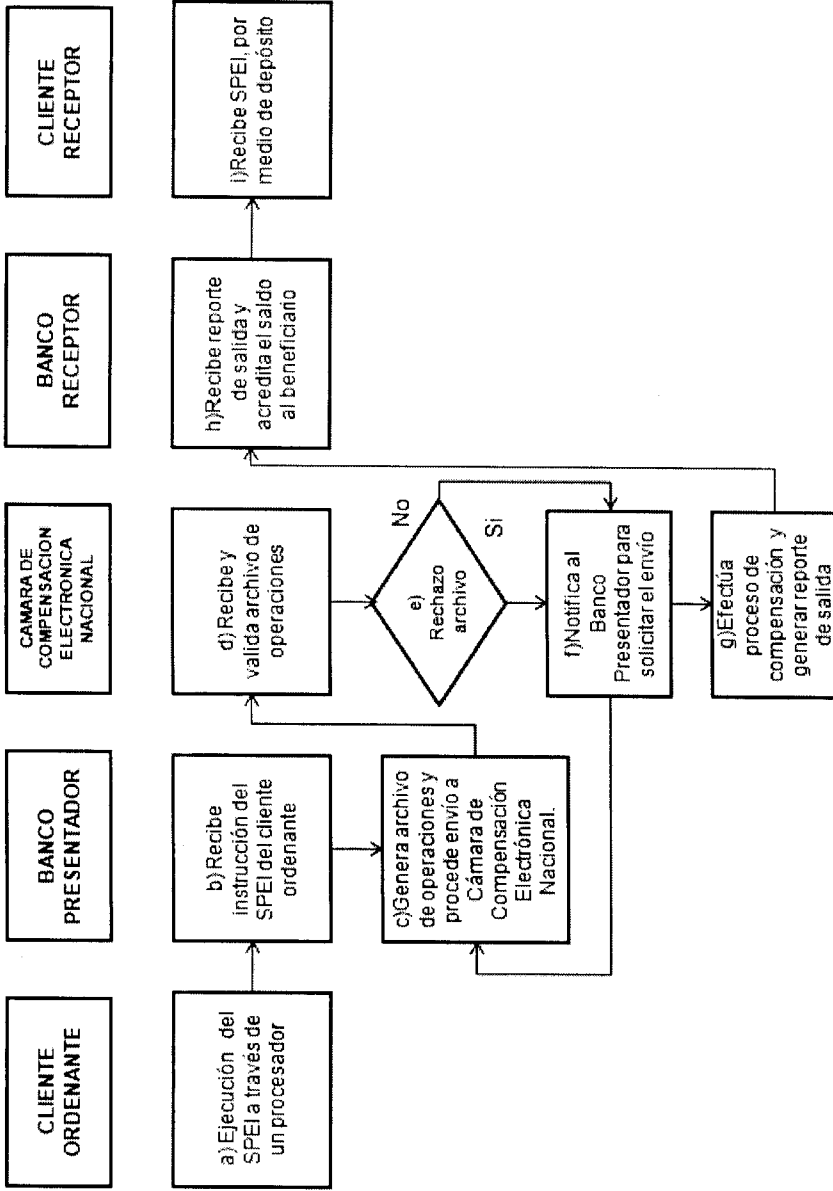 CLIENTE
ORDENANTE
BANCO
PRESENTADOR
CAMARA DE
COMPENSACION
ELECTRONICA
NACIONAL
BANCO
RECEPTOR
CLIENTE
RECEPTOR
a) Ejecución del
SPEI a través de
un procesador
b) Recibe
instrucción del
SPEI del cliente
ordenante
c)Genera archivo
de operaciones y
procede envío a
Cámara de
Compensación
Electrónica
Nacional.
d) Recibe y
valida archivo de
operaciones
e)
Rechazo
archivo
No
Si
f)Notifica al
Banco
Presentador para
solicitar el envío
g)Efectúa
proceso de
compensación y
generar reporte
de salida
h)Recibe reporte
de salida y
acredita el saldo
al beneficiario
i)Recibe SPEI, por
medio de depósito